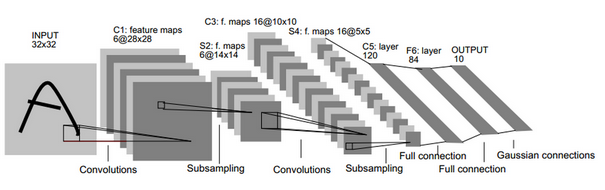 INPUT
32x32
C1: feature maps
6@28x28
S2: f. maps
6@14x14
C3: f. maps 16@10x10
S4: f. maps 16@5x5
C5: layer
120
F6: layer
84
OUTPUT
10
Convolutions
Subsampling
Convolutions
Subsampling
Full connection
Full connection
Gaussian connections
A